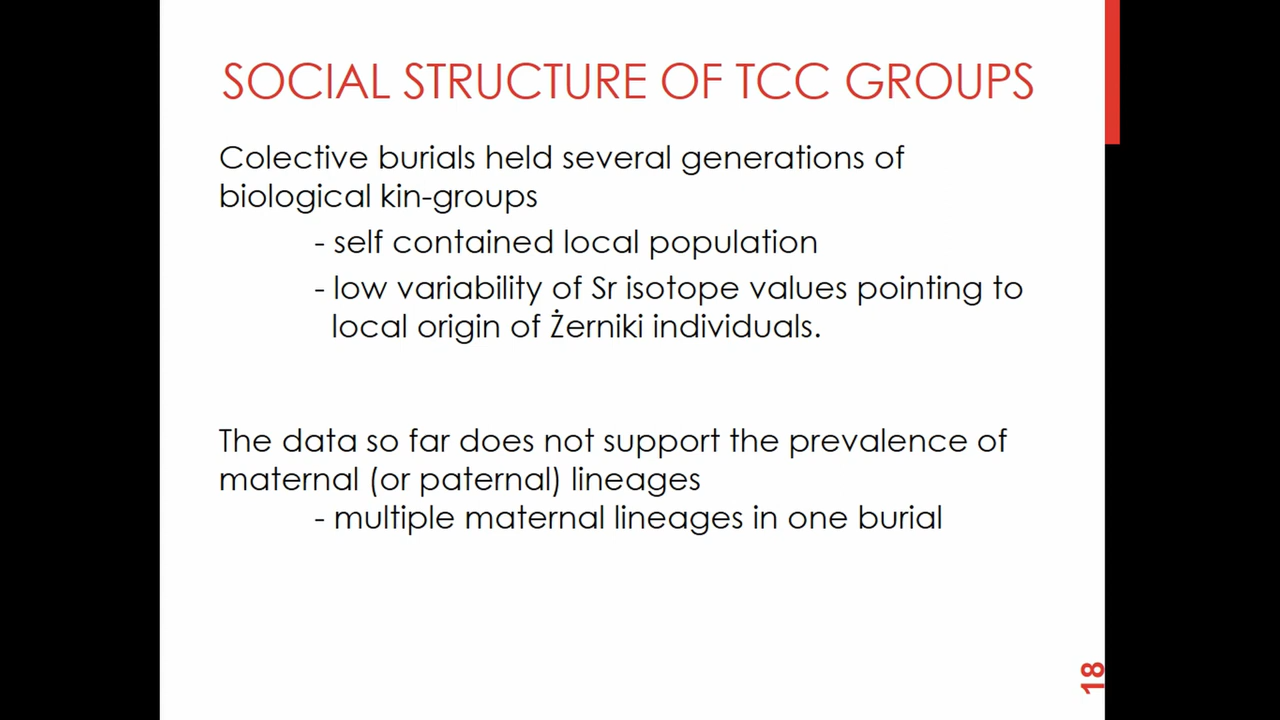 SOCIAL STRUCTURE OF TCC GROUPS
Colective burials held several generations of
biological kin-groups
- self contained local population
- low variability of Sr isotope values pointing to
local origin of Żerniki individuals.
The data so far does not support the prevalence of
maternal (or paternal) lineages
- multiple maternal lineages in one burial
18